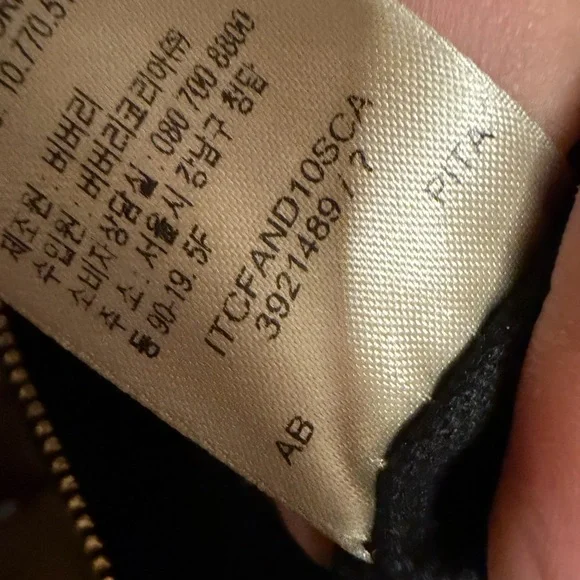 10.770.5
제조원 : 버버리
수입원 : 버버리코리아(주)
소비자상담실 : 080 700 8800
주 소 : 서울시 강남구 청담
동 90-19. 5F
ITCFAND10SCA
3921489 / ?
PITA
AB